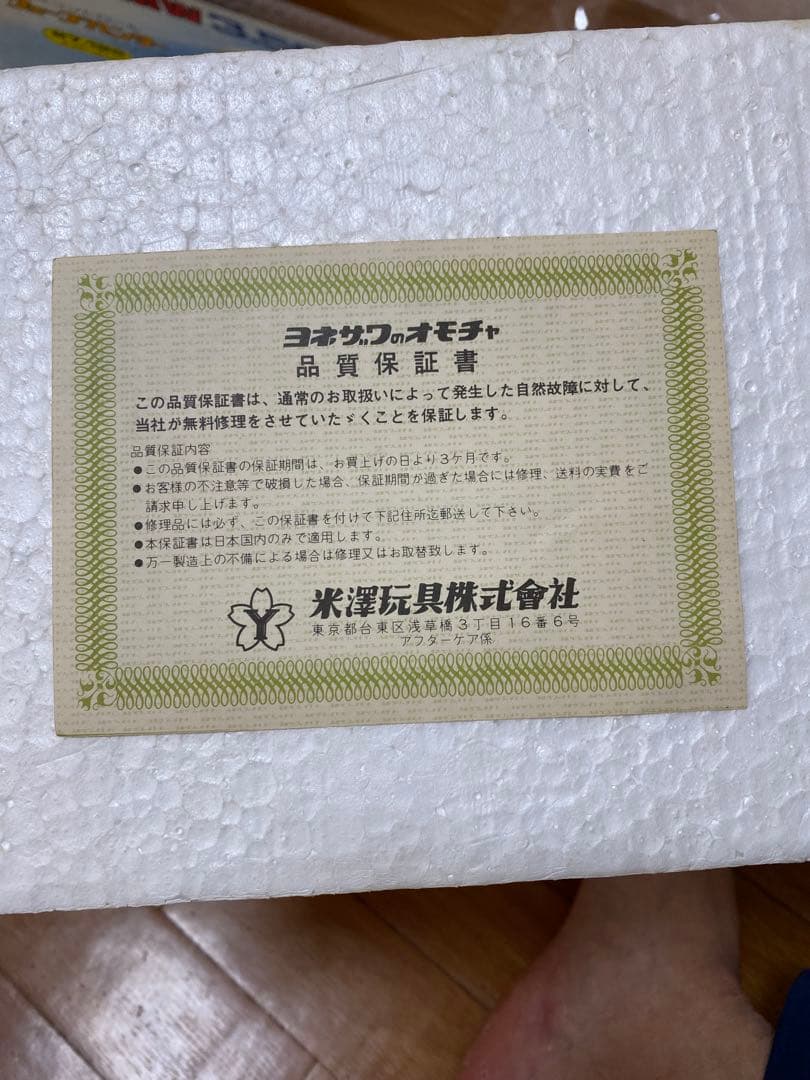 ヨネザワのオモチャ
品質保証書
この品質保証書は、通常のお取扱いによって発生した自然故障に対して、
当社が無料修理をさせていたゞくことを保証します。
品質保証内容
●この品質保証書の保証期間は、お買上げの日より3ケ月です。
●お客様の不注意等で破損した場合、保証期間が過ぎた場合には修理、送料の実費をご
請求申し上げます。
●修理品には必ず、この保証書を付けて下記住所迄郵送して下さい。
●本保証書は日本国内のみで適用します。
●万一製造上の不備による場合は修理又はお取替致します。
Y
米澤玩具株式會社
東京都台東区浅草橋3丁目16番6号
アフターケア係